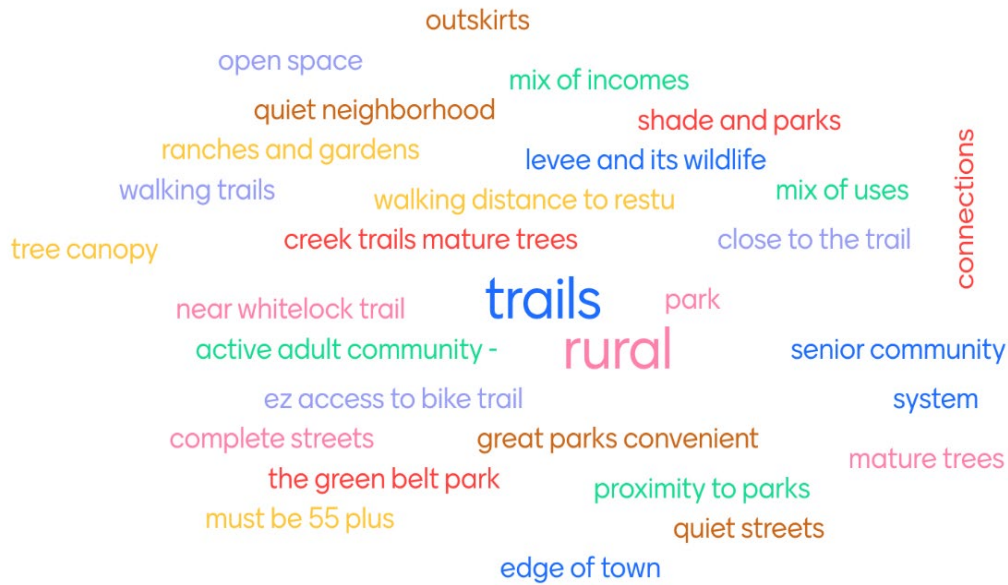 outskirts
open space
mix of incomes
quiet neighborhood
shade and parks
ranches and gardens
levee and its wildlife
connections
walking trails
walking distance to restu
mix of uses
tree canopy
creek trails mature trees
close to the trail
near whitelock trail
trails
park
active adult community -
rural
senior community
ez access to bike trail
system
complete streets
great parks convenient
mature trees
the green belt park
proximity to parks
must be 55 plus
quiet streets
edge of town